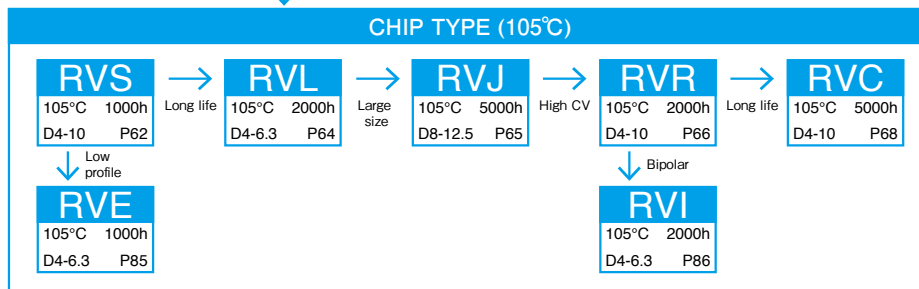 CHIP TYPE (105℃)
RVS
105°C 1000h
D4-10 P62
Long life
RVL
105°C 2000h
D4-6.3 P64
Large
size
RVJ
105°C 5000h
D8-12.5 P65
High CV
RVR
105°C 2000h
D4-10 P66
Long life
RVC
105°C 5000h
D4-10 P68
Low
profile
RVE
105°C 1000h
D4-6.3 P85
Bipolar
RVI
105°C 2000h
D4-6.3 P86